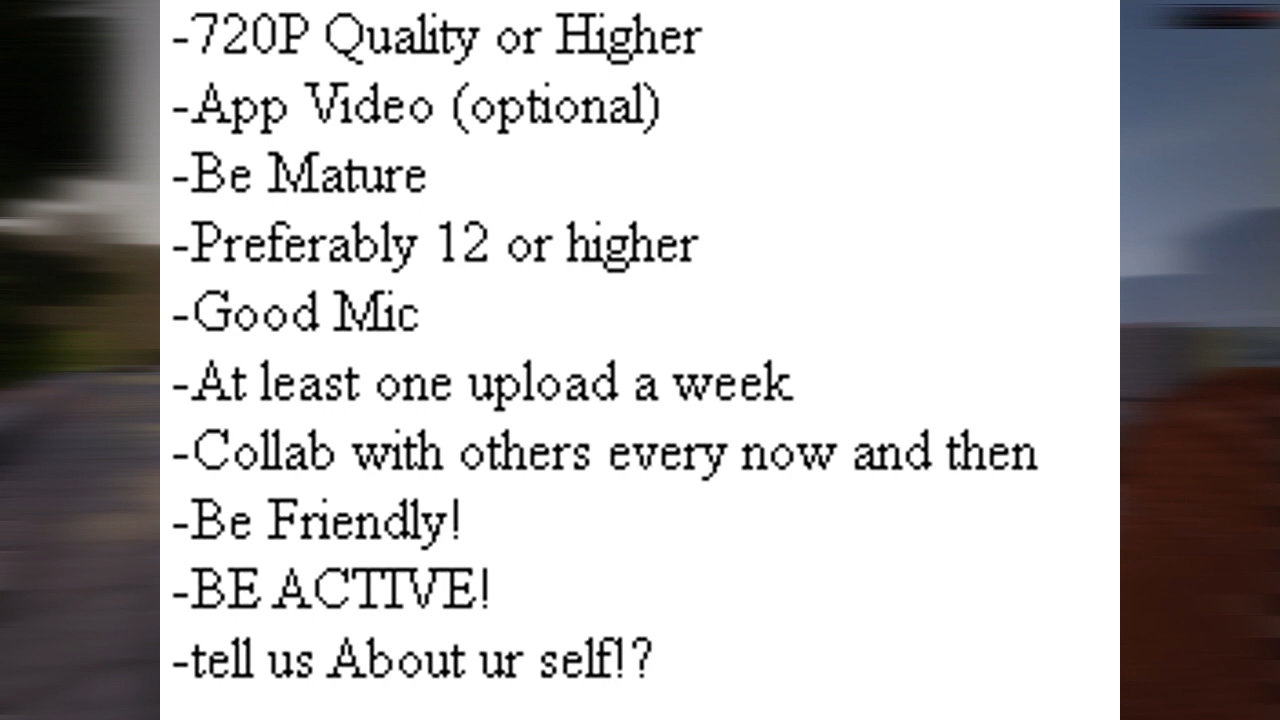 -720P Quality or Higher
-App Video (optional)
-Be Mature
-Preferably 12 or higher
-Good Mic
-At least one upload a week
-Collab with others every now and then
-Be Friendly!
-BE ACTIVE!
-tell us About ur self!?